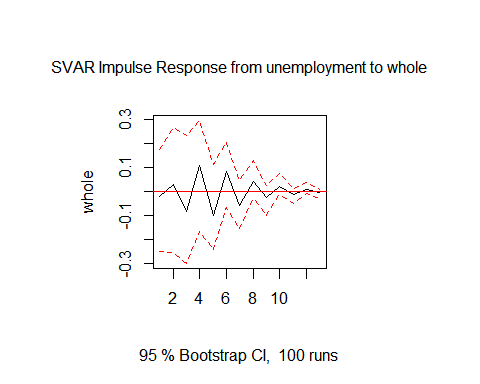 SVAR Impulse Response from unemployment to whole
whole
0.3
0.1
-0.1
-0.3
2 4 6 8 10
95 % Bootstrap CI, 100 runs